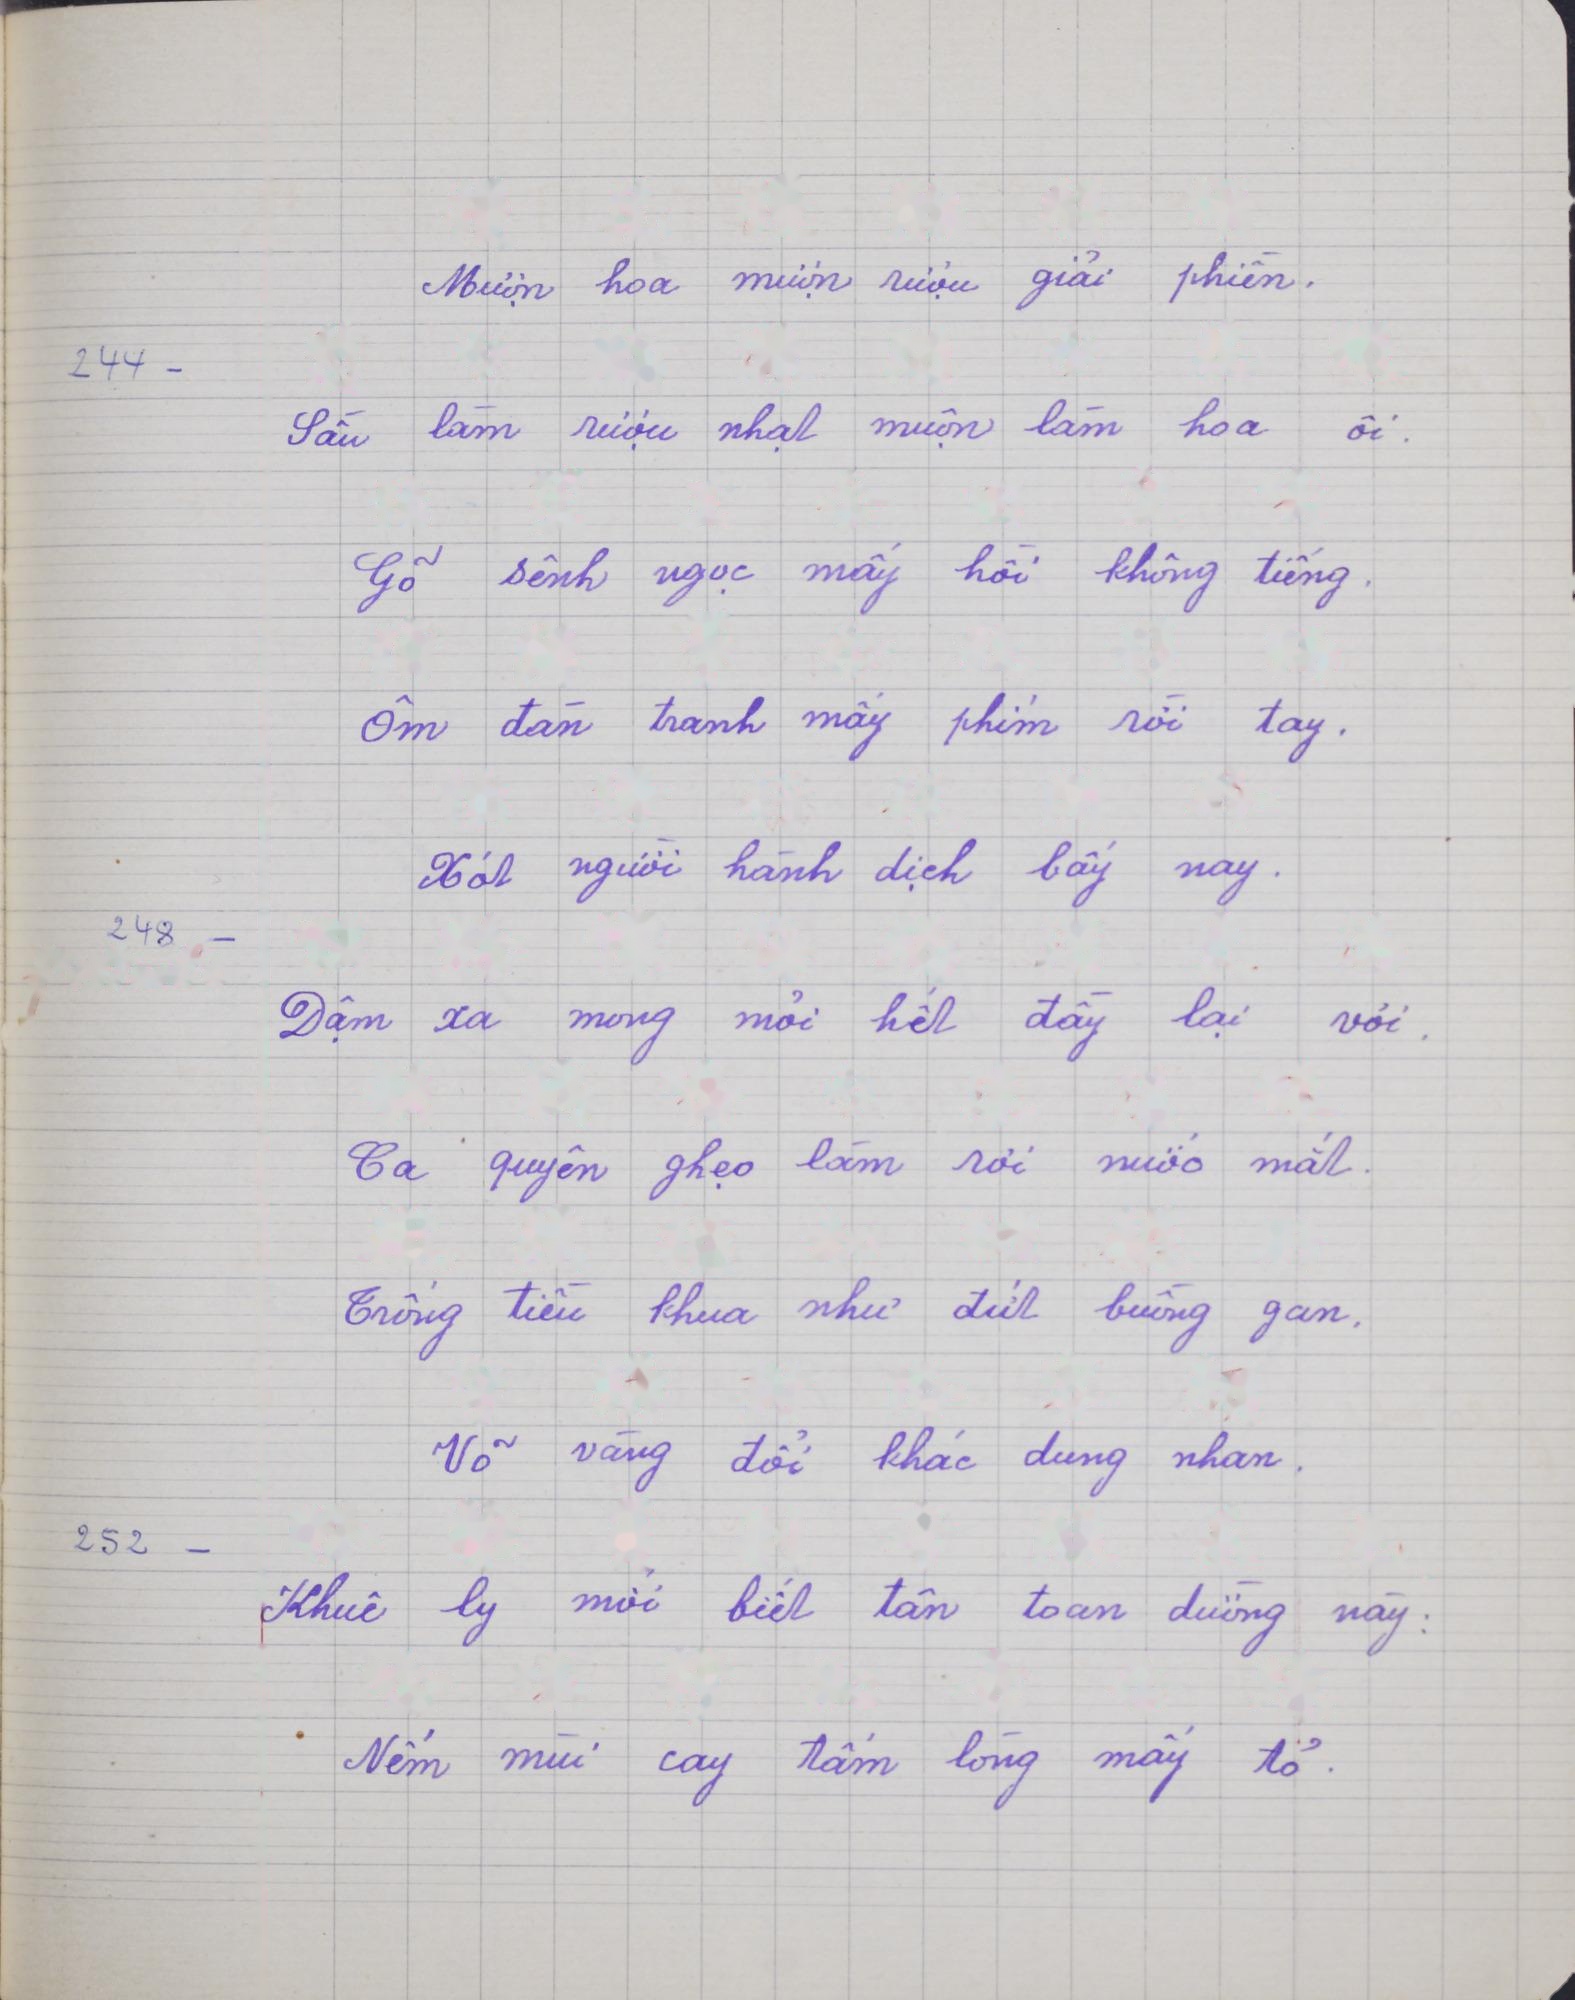 Mượn hoa mượn rượu giải phiền.
244 -
Sầu làm rượu nhạt muộn làm hoa ôi.
Gõ sênh ngọc mấy hồi không tiếng.
Ôm đàn tranh mấy phím rời tay.
Xót người hành dịch bấy nay.
248 -
Dặm xa mong mỏi hết đầy lại vơi.
Ca quyên ghẹo làm rơi nước mắt.
Trống tiều khua như đứt buồng gan.
Võ vàng đổi khác dung nhan.
252 -
Khuê ly mới biết tân toan dường này:
Nếm mùi cay tấm lòng mấy tỏ.